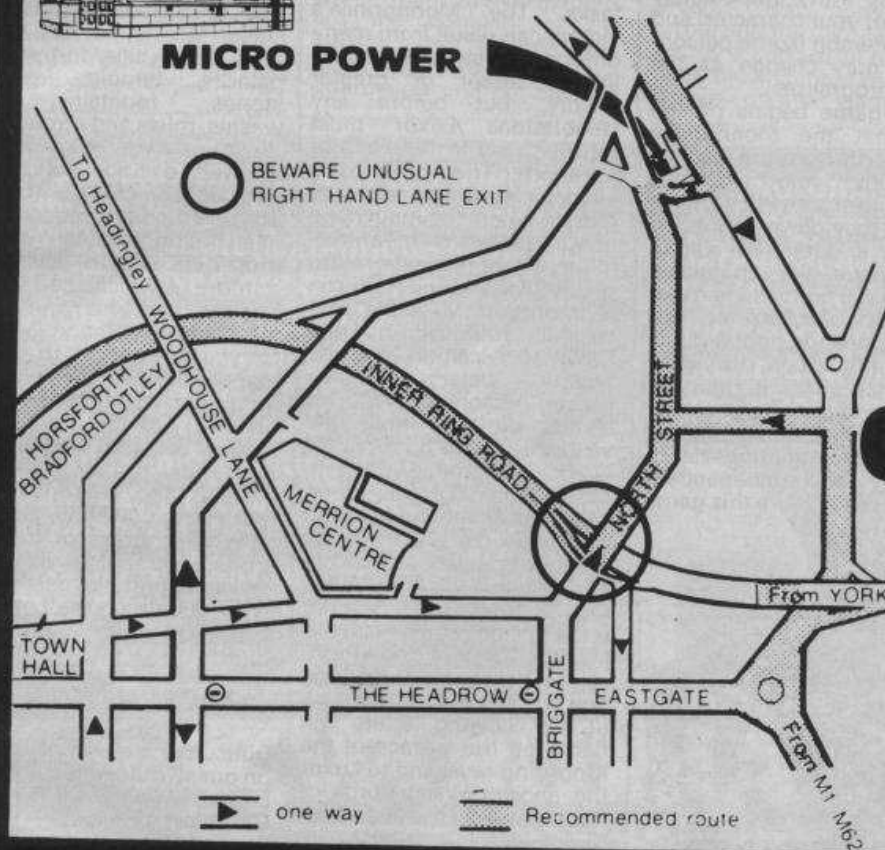 MICRO POWER
BEWARE UNUSUAL
RIGHT HAND LANE EXIT
To Headingley
WOODHOUSE LANE
HORSFORTH
BRADFORD OTLEY
INNER RING ROAD
NORTH STREET
MERRION
CENTRE
From YORK
TOWN
HALL
THE HEADROW
BRIGGATE
EASTGATE
From M1 M62
one way
Recommended route